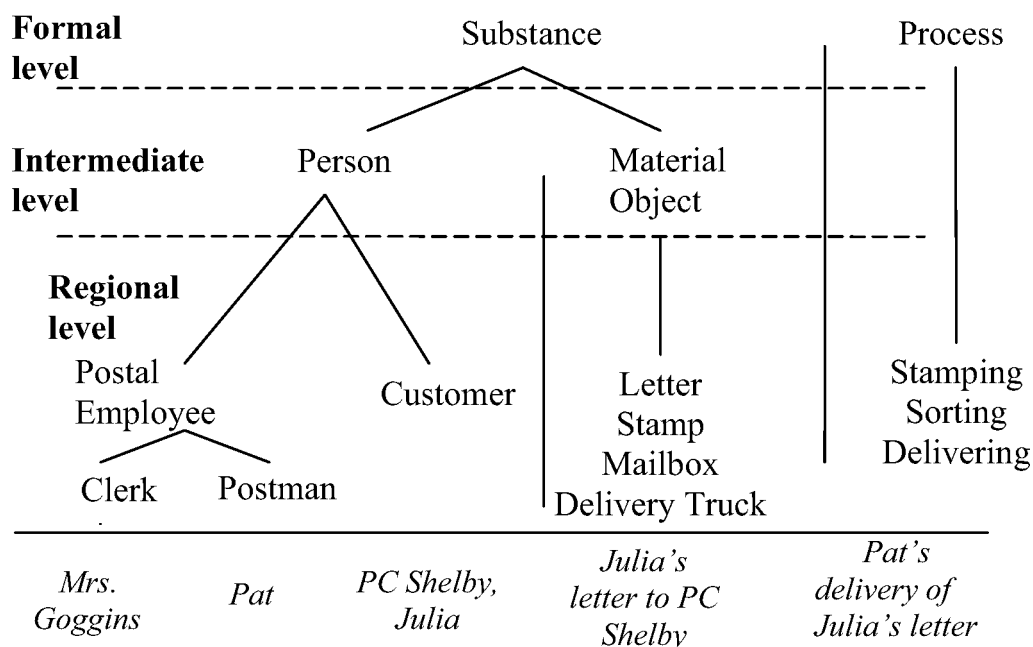 Formal
level
Substance
Process
Intermediate
level
Person
Material
Object
Regional
level
Postal
Employee
Customer
Letter
Stamp
Mailbox
Delivery Truck
Stamping
Sorting
Delivering
Clerk
Postman
Mrs.
Goggins
Pat
PC Shelby,
Julia
Julia’s
letter to PC
Shelby
Pat’s
delivery of
Julia’s letter